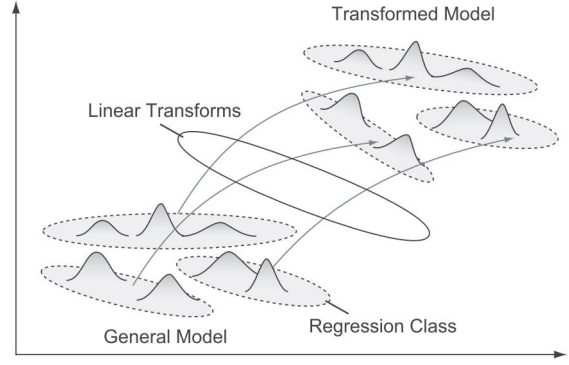 Transformed Model
Linear Transforms
Regression Class
General Model